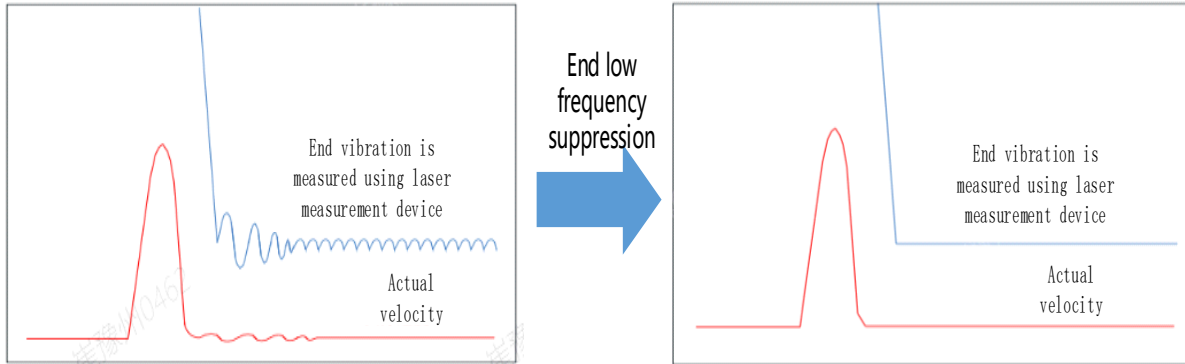 End vibration is
measured using laser
measurement device
Actual
velocity
End low
frequency
suppression
End vibration is
measured using laser
measurement device
Actual
velocity